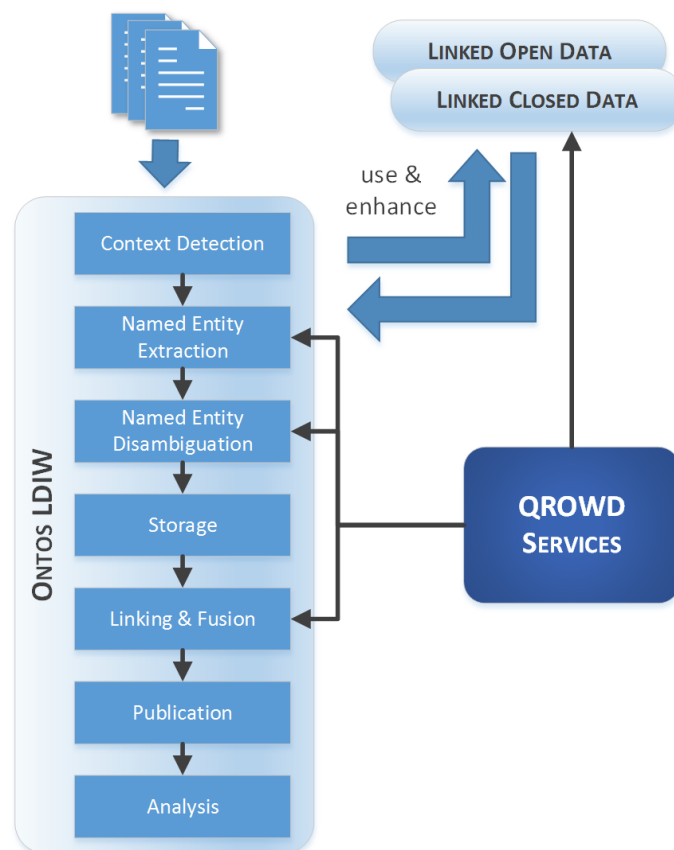 LINKED OPEN DATA
LINKED CLOSED DATA
use &
enhance
ONTOS LDIW
Context Detection
Named Entity
Extraction
Named Entity
Disambiguation
Storage
Linking & Fusion
Publication
Analysis
QROWD
SERVICES